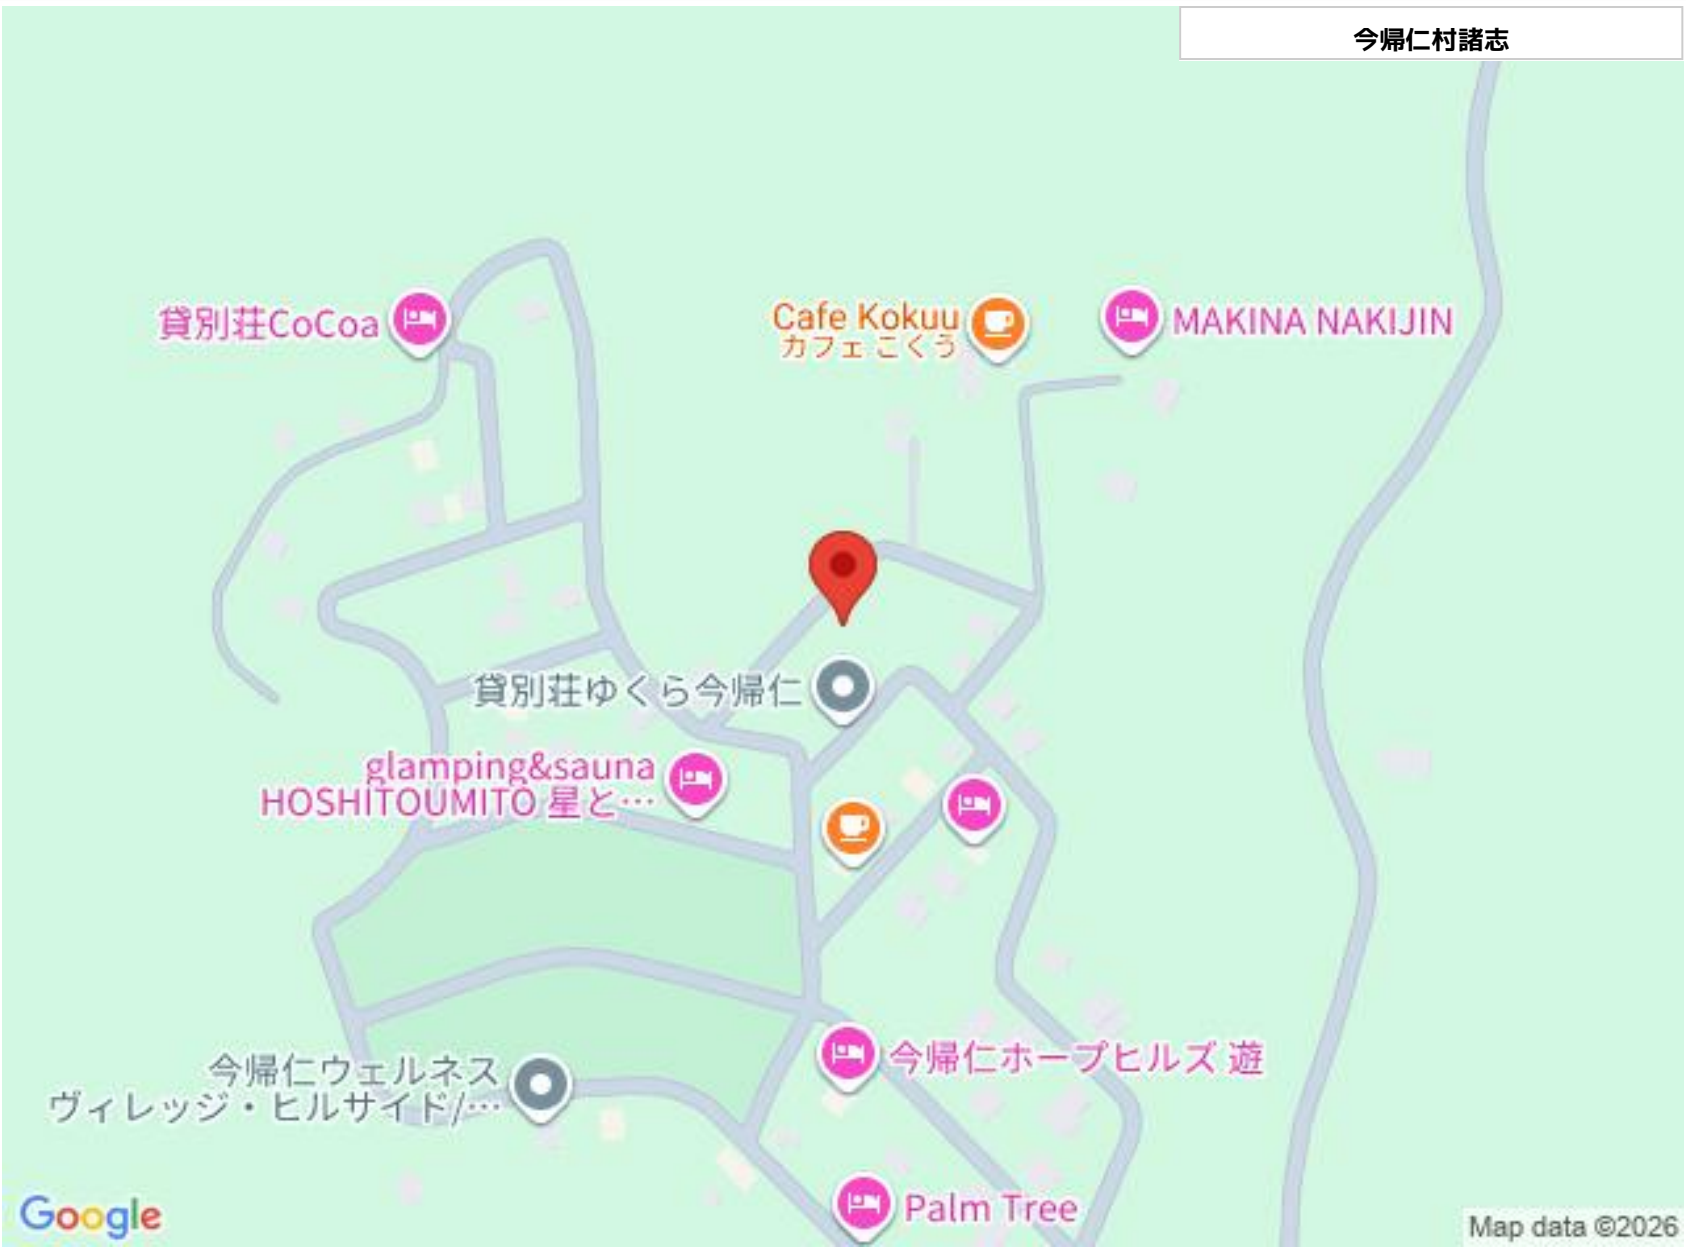 今帰仁村諸志
貸別荘CoCoa
Cafe Kokuu
カフェ こくう
MAKINA NAKIJIN
貸別荘ゆくら今帰仁
glamping&sauna
HOSHITOUMITO 星と…
今帰仁ホープヒルズ 遊
今帰仁ウェルネス
ヴィレッジ・ヒルサイド/…
Palm Tree
Google
Map data ©2026